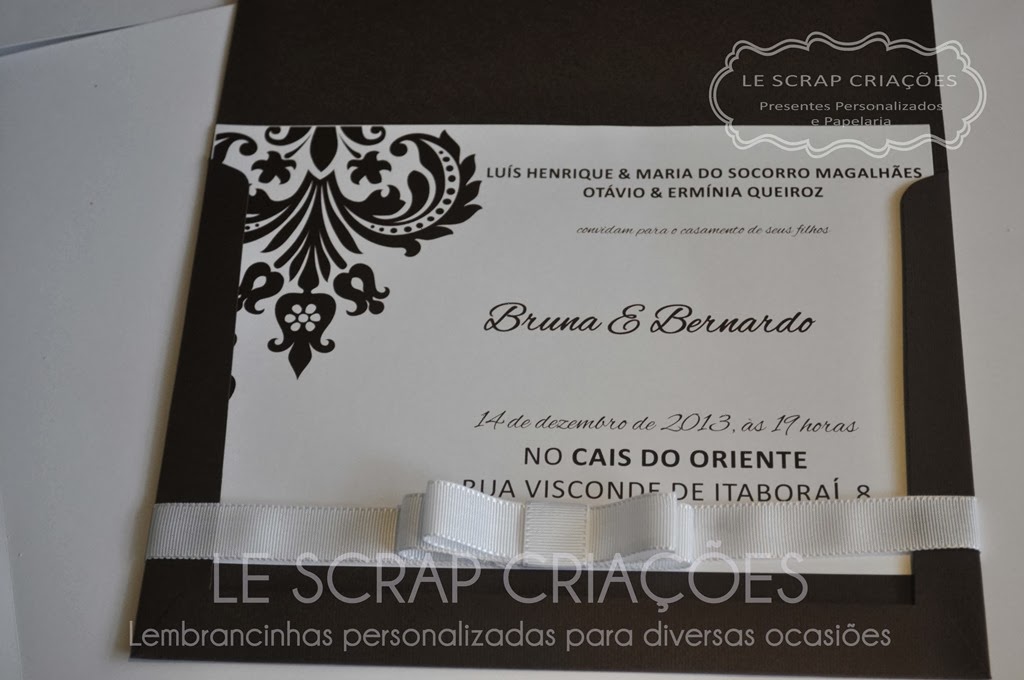 LE SCRAP CRIAÇÕES
Presentes Personalizados
e Papelaria
LUÍS HENRIQUE & MARIA DO SOCORRO MAGALHÃES
OTÁVIO & ERMÍNIA QUEIROZ
convidam para o casamento de seus filhos
Bruna E Bernardo
14 de dezembro de 2013, às 19 horas
NO CAIS DO ORIENTE
RUA VISCONDE DE ITABORAÍ, 8
LE SCRAP CRIAÇÕES
Lembrancinhas personalizadas para diversas ocasiões